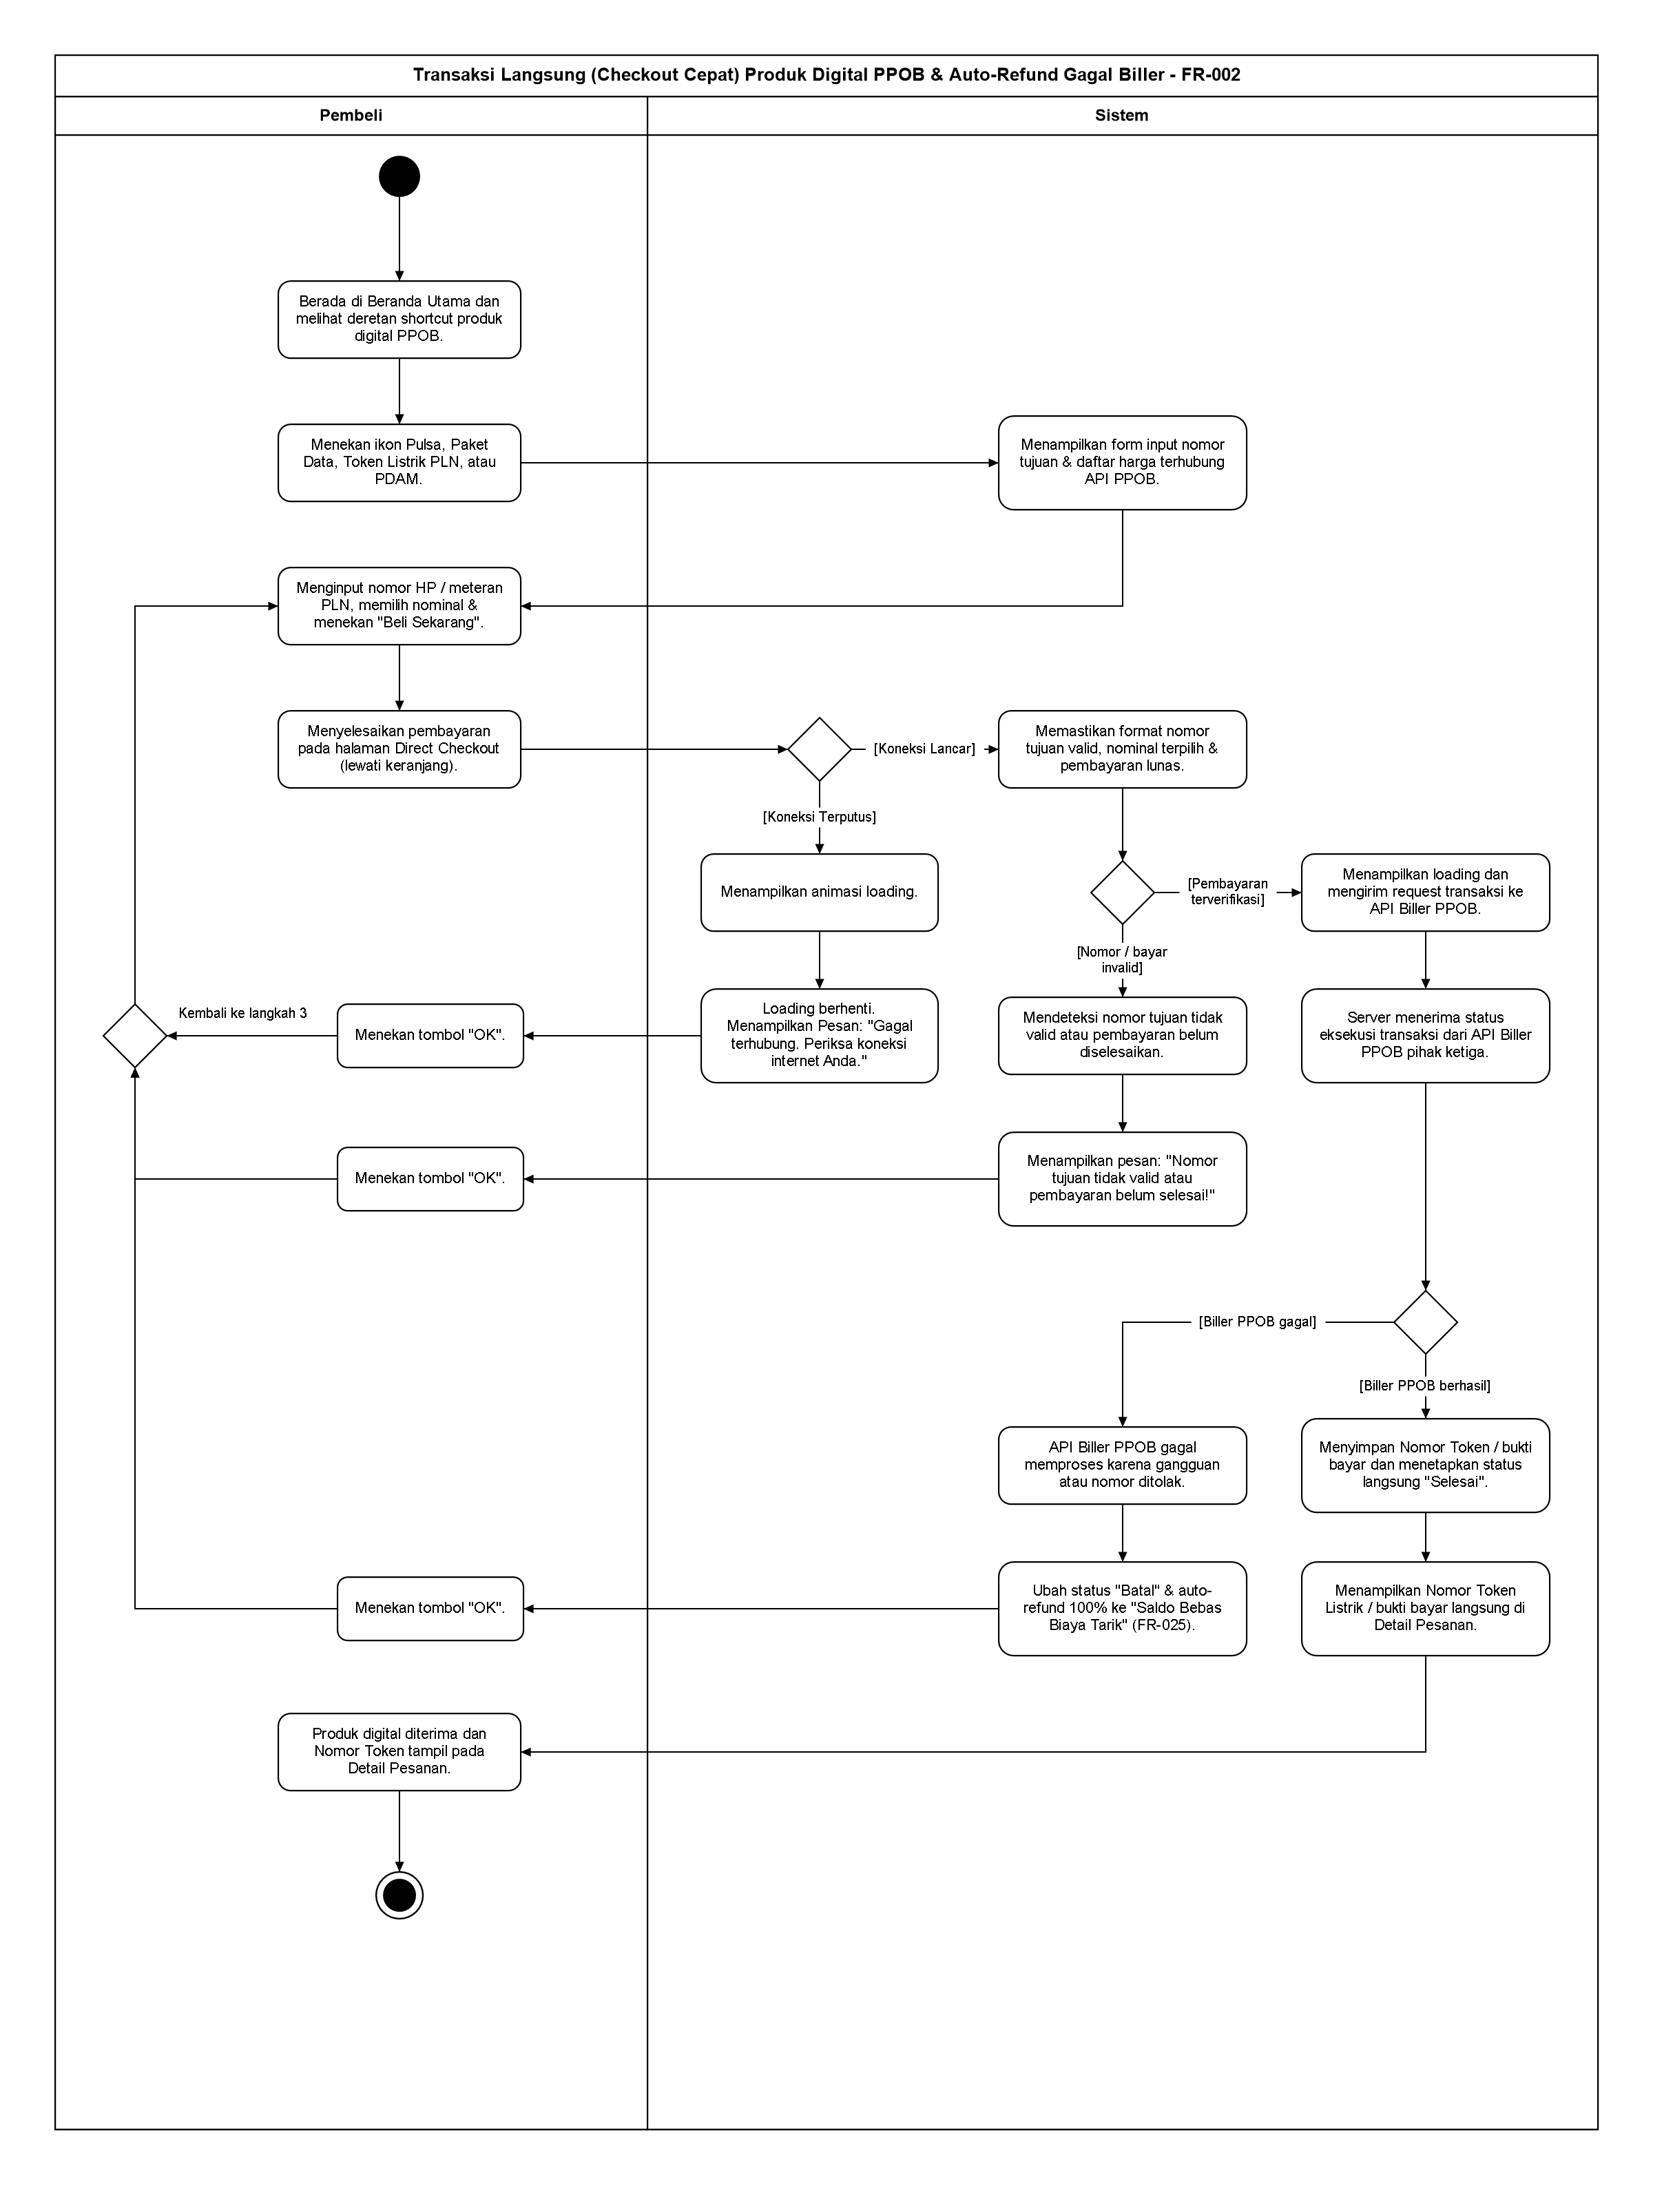 Transaksi Langsung (Checkout Cepat) Produk Digital PPOB & Auto-Refund Gagal Biller - FR-002
Pembeli
Sistem
Berada di Beranda Utama dan
melihat deretan shortcut produk
digital PPOB.
Menekan ikon Pulsa, Paket
Data, Token Listrik PLN, atau
PDAM.
Menampilkan form input nomor
tujuan & daftar harga terhubung
API PPOB.
Menginput nomor HP / meteran
PLN, memilih nominal &
menekan "Beli Sekarang".
Menyelesaikan pembayaran
pada halaman Direct Checkout
(lewati keranjang).
[Koneksi Lancar]
Memastikan format nomor
tujuan valid, nominal terpilih &
pembayaran lunas.
[Koneksi Terputus]
Menampilkan animasi loading.
[Pembayaran
terverifikasi]
Menampilkan loading dan
mengirim request transaksi ke
API Biller PPOB.
[Nomor / bayar
invalid]
Kembali ke langkah 3
Menekan tombol "OK".
Loading berhenti.
Menampilkan Pesan: "Gagal
terhubung. Periksa koneksi
internet Anda."
Mendeteksi nomor tujuan tidak
valid atau pembayaran belum
diselesaikan.
Server menerima status
eksekusi transaksi dari API Biller
PPOB pihak ketiga.
Menekan tombol "OK".
Menampilkan pesan: "Nomor
tujuan tidak valid atau
pembayaran belum selesai!"
[Biller PPOB gagal]
[Biller PPOB berhasil]
API Biller PPOB gagal
memproses karena gangguan
atau nomor ditolak.
Menyimpan Nomor Token / bukti
bayar dan menetapkan status
langsung "Selesai".
Menekan tombol "OK".
Ubah status "Batal" & auto-
refund 100% ke "Saldo Bebas
Biaya Tarik" (FR-025).
Menampilkan Nomor Token
Listrik / bukti bayar langsung di
Detail Pesanan.
Produk digital diterima dan
Nomor Token tampil pada
Detail Pesanan.